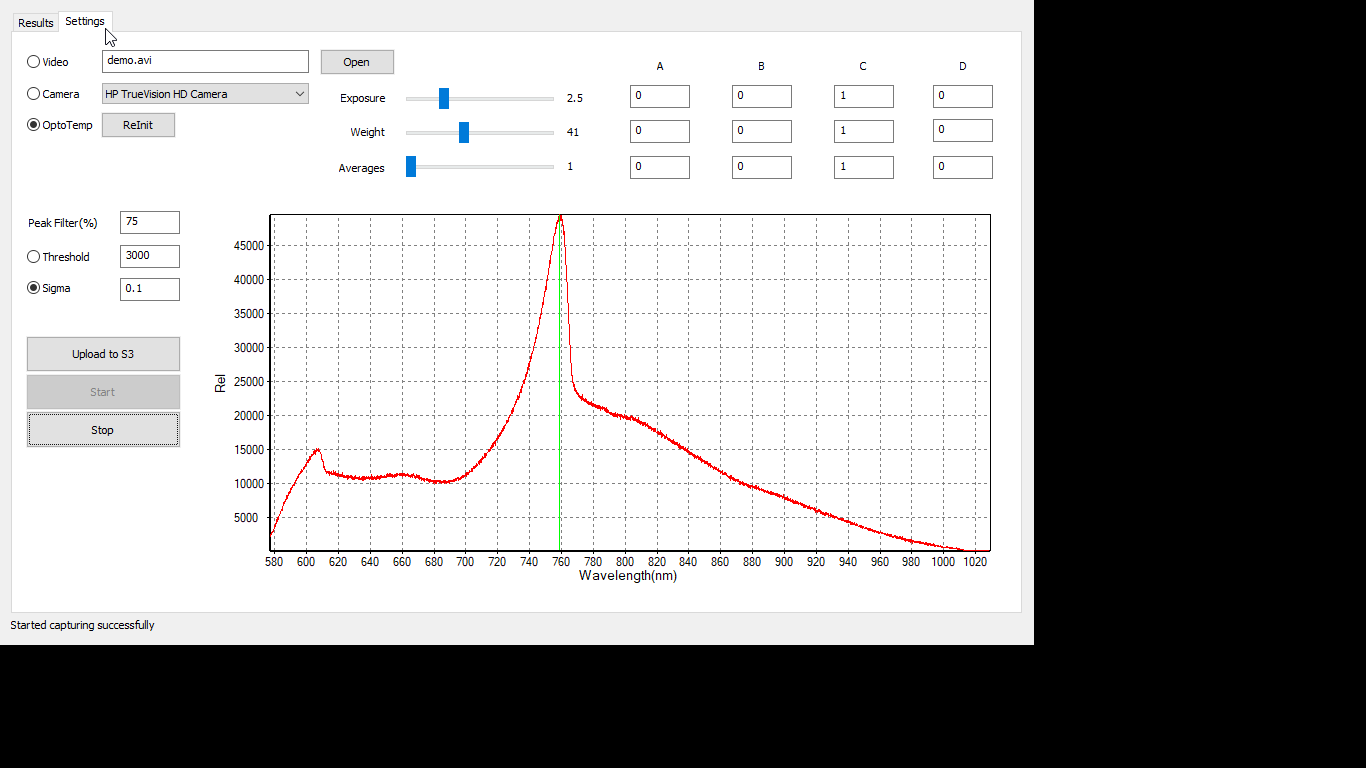 Results Settings
Video demo.avi Open
A B C D
Camera HP TrueVision HD Camera Exposure 2.5 0 0 1 0
OptoTemp ReInit Weight 41 0 0 1 0
Averages 1 0 0 1 0
Peak Filter(%) 75
Threshold 3000
Sigma 0.1
Upload to S3
Start
Stop
Rel
45000
40000
35000
30000
25000
20000
15000
10000
5000
580 600 620 640 660 680 700 720 740 760 780 800 820 840 860 880 900 920 940 960 980 1000 1020
Wavelength(nm)
Started capturing successfully